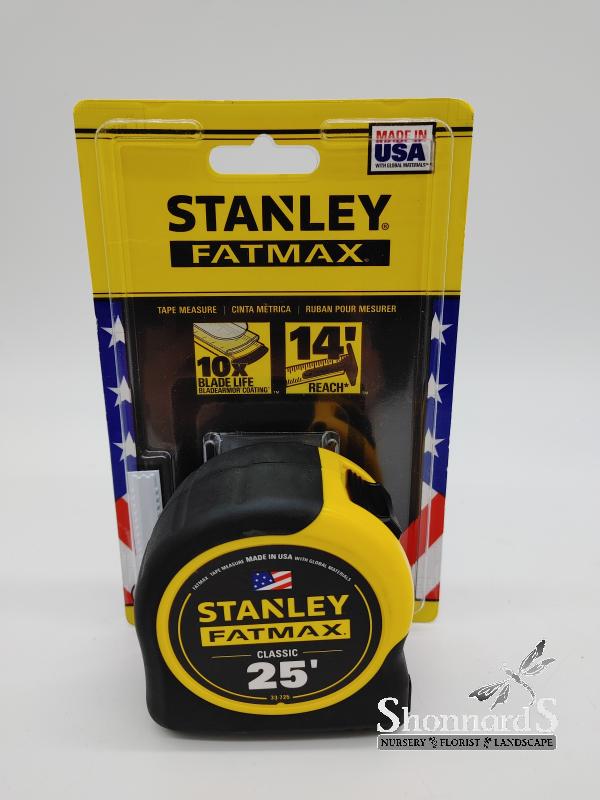 MADE IN
USA
WITH GLOBAL MATERIALS
STANLEY®
FATMAX®
TAPE MEASURE | CINTA MÉTRICA | RUBAN POUR MESURER
10x
BLADE LIFE
BLADEARMOR COATING™
14'
REACH*
FATMAX TAPE MEASURE MADE IN USA WITH GLOBAL MATERIALS
STANLEY
FATMAX
CLASSIC
25'
33-725
ShonnardS
NURSERY FLORIST LANDSCAPE